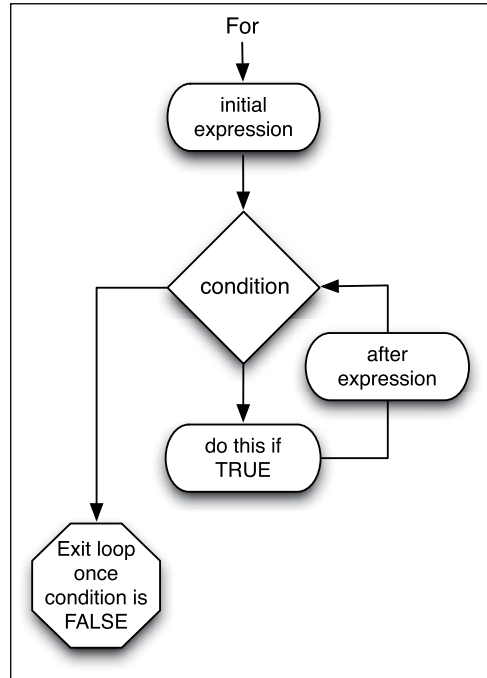 For
initial
expression
condition
after
expression
do this if
TRUE
Exit loop
once
condition is
FALSE